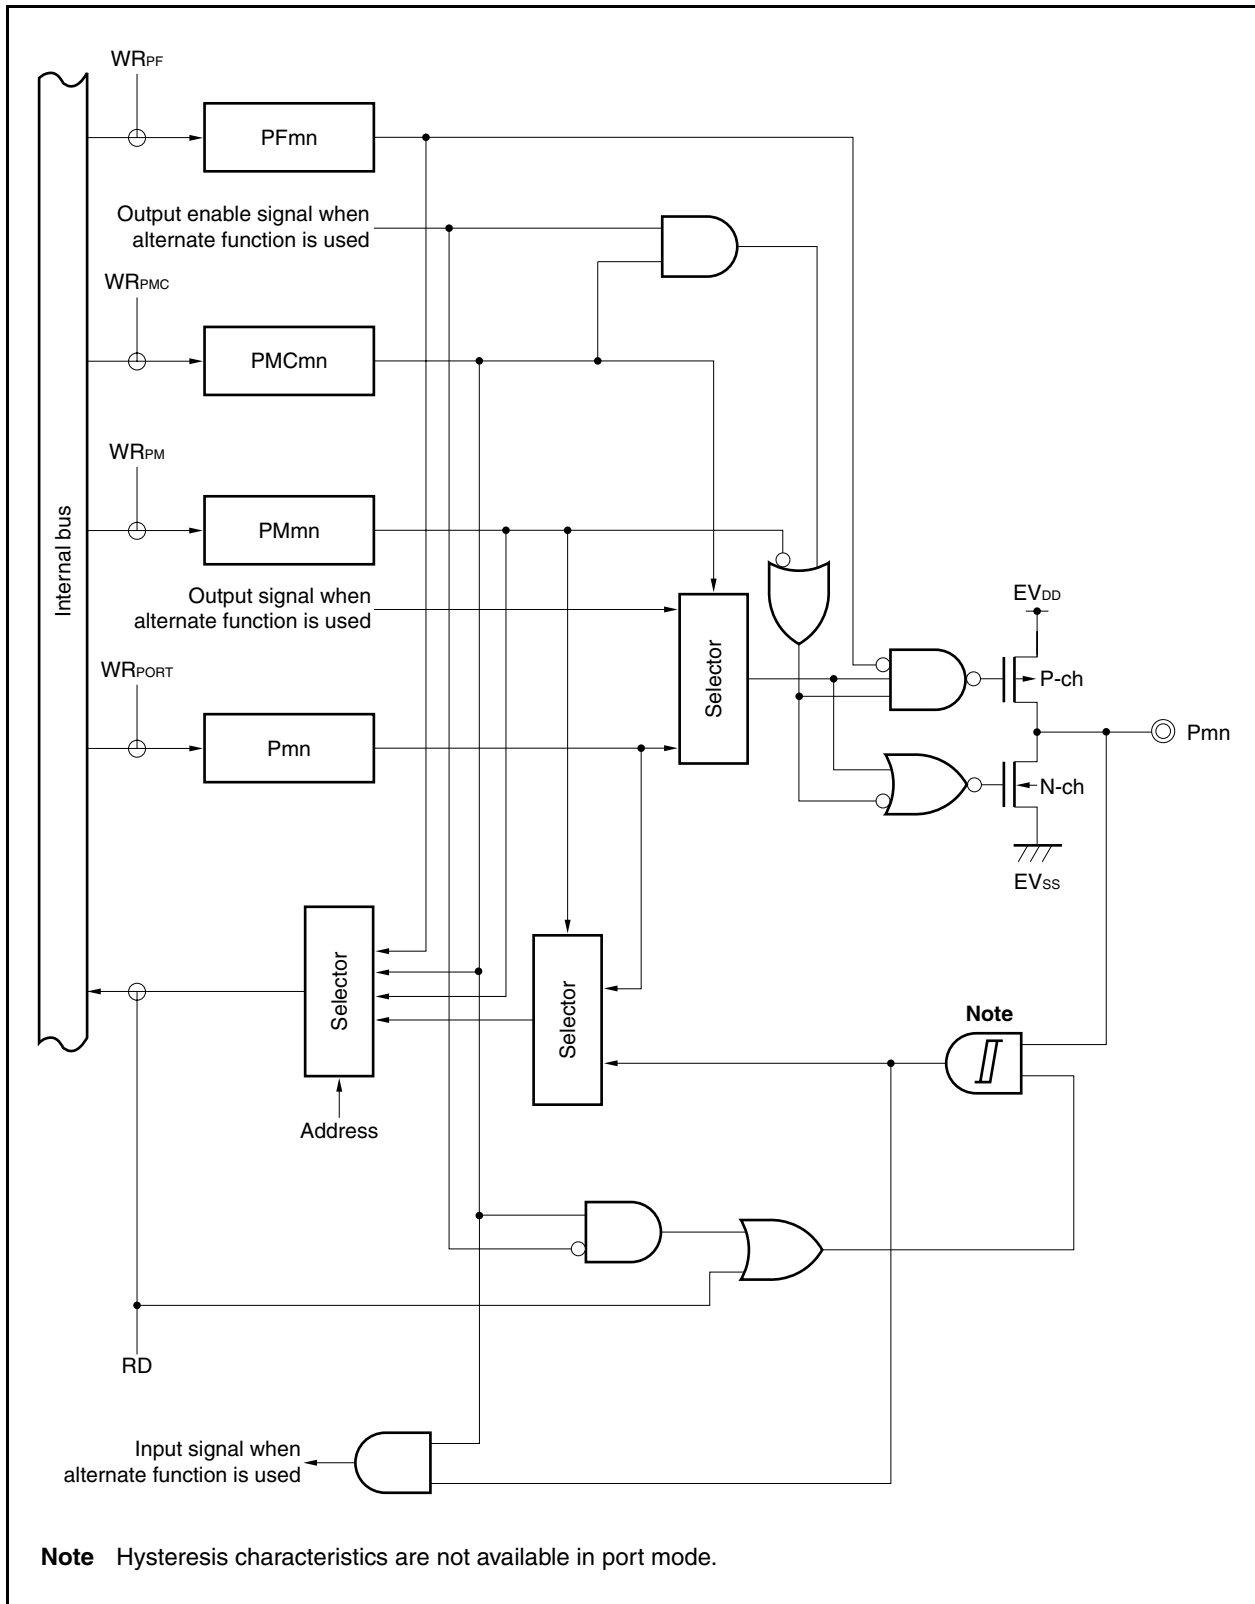 WRPF
PFmn
Output enable signal when
alternate function is used
WRPMC
PMCmn
WRPM
PMmn
Internal bus
Output signal when
alternate function is used
Selector
EVDD
P-ch
WRPORT
Pmn
Pmn
N-ch
EVSS
Selector
Selector
Note
Address
RD
Input signal when
alternate function is used
Note Hysteresis characteristics are not available in port mode.